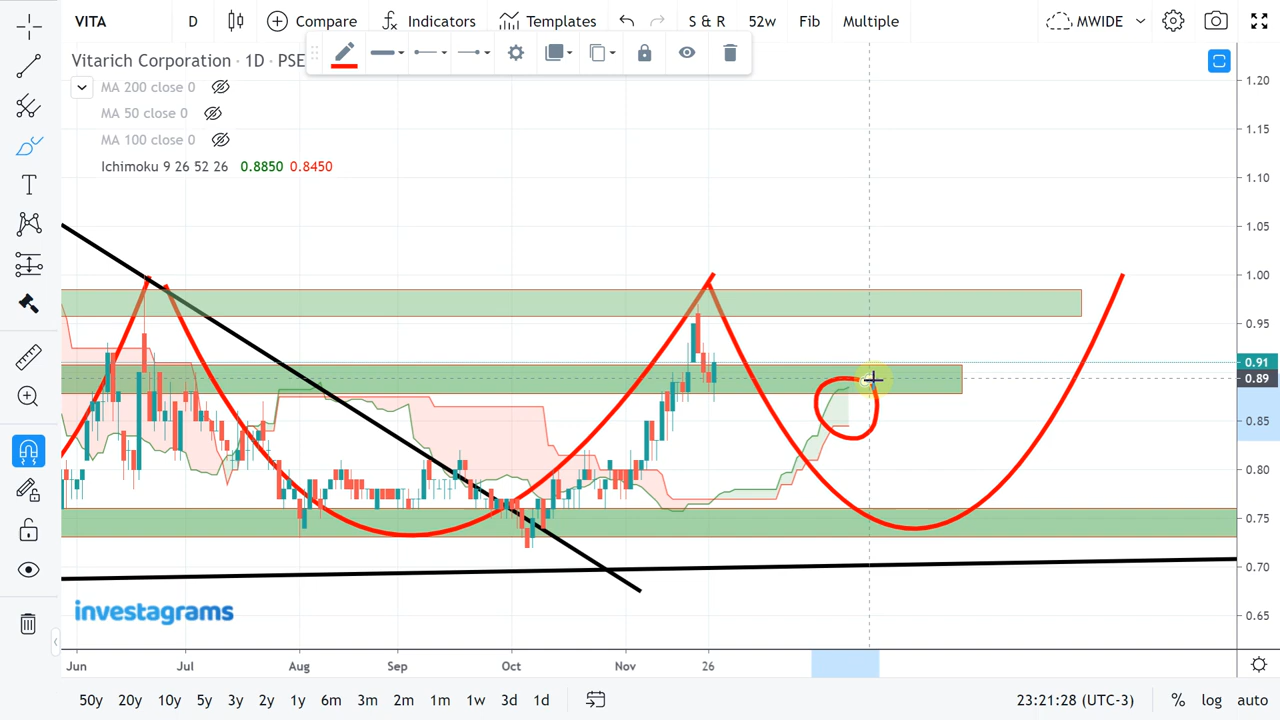 VITA D Compare Indicators Templates S & R 52w Fib Multiple MWIDE
Vitarich Corporation · 1D · PSE
MA 200 close 0
MA 50 close 0
MA 100 close 0
Ichimoku 9 26 52 26 0.8850 0.8450
1.20
1.15
1.10
1.05
1.00
0.95
0.91
0.89
0.85
0.80
0.75
0.70
0.65
investagrams
Jun Jul Aug Sep Oct Nov 26
50y 20y 10y 5y 3y 2y 1y 6m 3m 2m 1m 1w 3d 1d 23:21:28 (UTC-3) % log auto